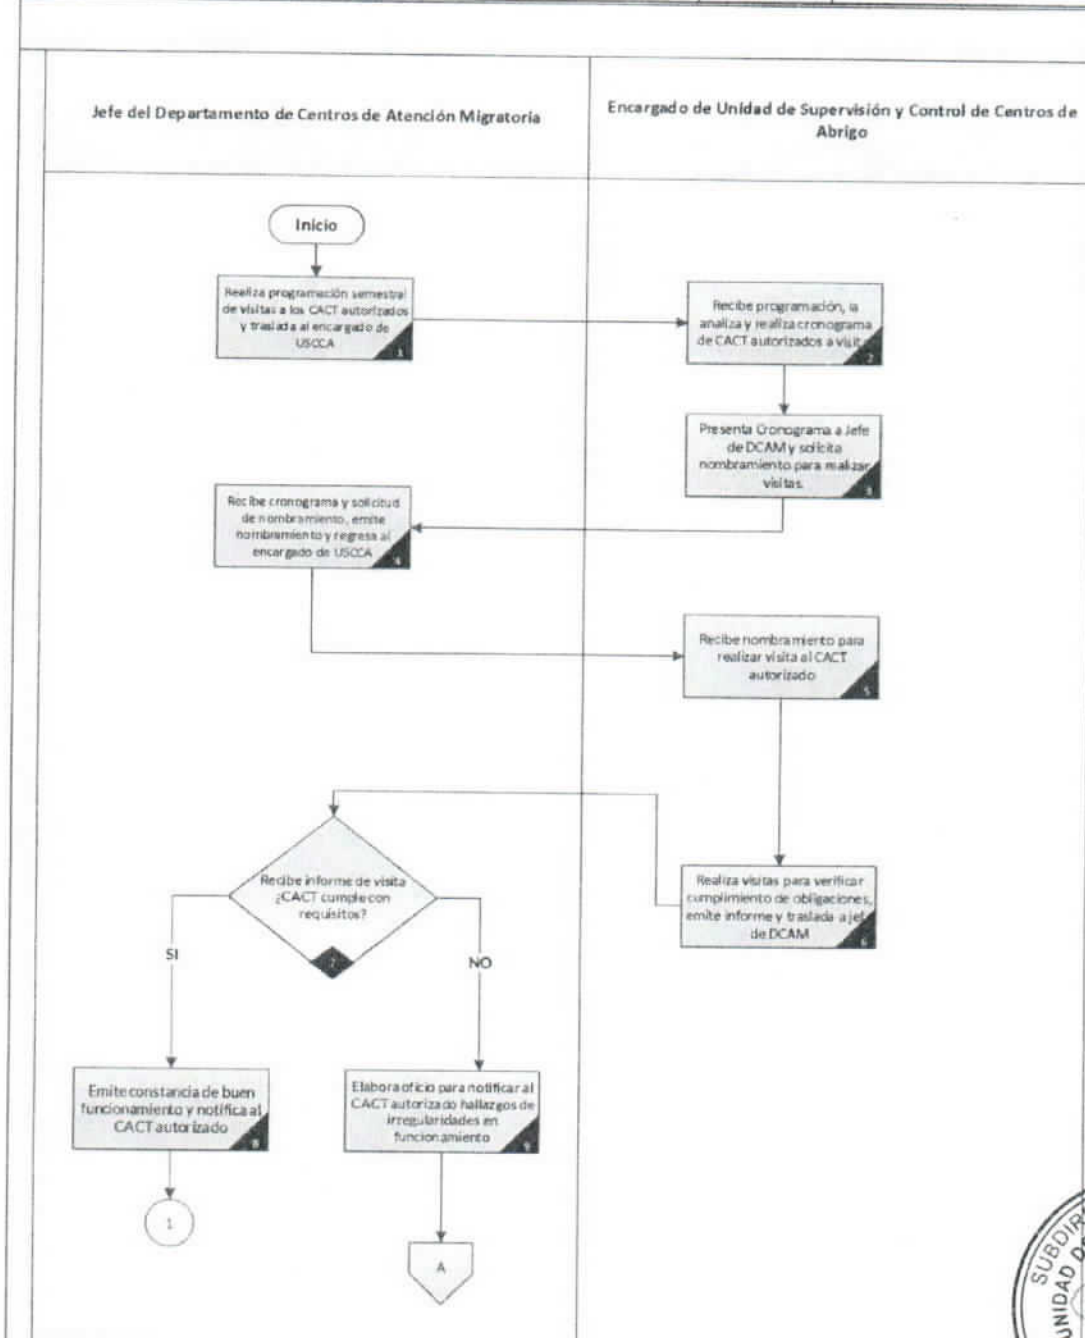 Jefe del Departamento de Centros de Atención Migratoria
Encargado de Unidad de Supervisión y Control de Centros de
Abrigo
Inicio
Realiza programación semestral
de visitas a los CACT autorizados
y traslada al encargado de
USCCA
1
Recibe programación, la
analiza y realiza cronograma
de CACT autorizados a
2
Presenta Cronograma a Jefe
de DCAM y solicita
nombramiento para realizar
visitas.
3
Recibe cronograma y solicitud
de nombramiento, emite
nombramiento y regresa al
encargado de USCCA
4
Recibe nombramiento para
realizar visita al CACT
autorizado
5
Realiza visitas para verificar
cumplimiento de obligaciones,
emite informe y traslada a
de DCAM
6
Recibe informe de visita
¿CACT cumple con
requisitos?
7
SI
NO
Emite constancia de buen
funcionamiento y notifica al
CACT autorizado
8
Elabora oficio para notificar al
CACT autorizado hallazgos de
irregularidades en
funcionamiento
9
1
A
UNIDAD